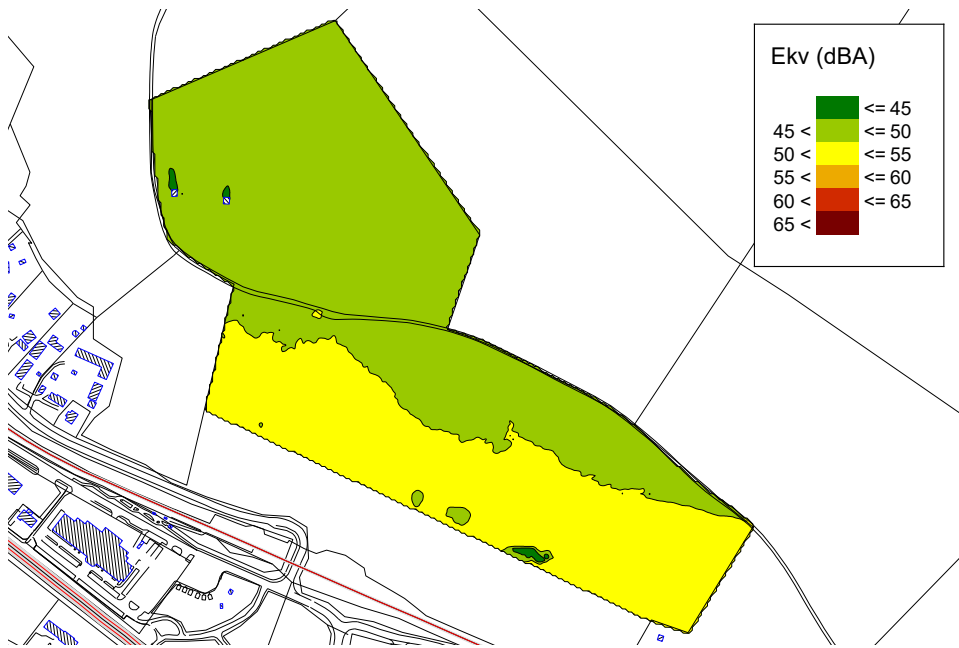 Ekv (dBA)
<= 45
45 < <= 50
50 < <= 55
55 < <= 60
60 < <= 65
65 <